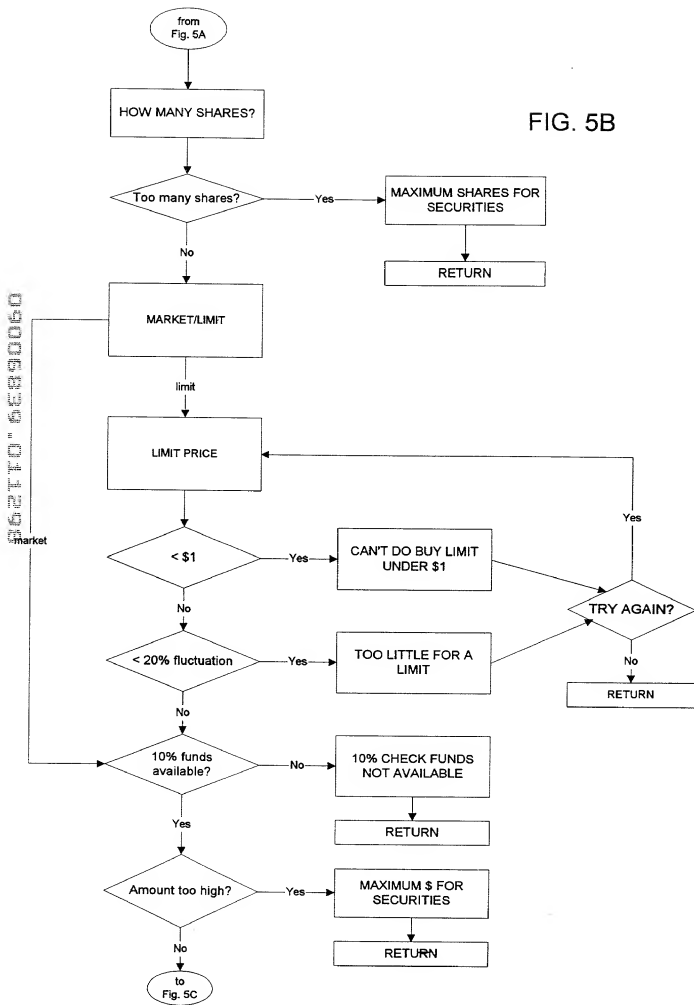 from
Fig. 5A
HOW MANY SHARES?
FIG. 5B
Too many shares?
Yes
MAXIMUM SHARES FOR
SECURITIES
RETURN
No
MARKET/LIMIT
limit
LIMIT PRICE
Yes
market
< $1
Yes
CAN'T DO BUY LIMIT
UNDER $1
TRY AGAIN?
No
< 20% fluctuation
Yes
TOO LITTLE FOR A
LIMIT
No
RETURN
No
10% funds
available?
No
10% CHECK FUNDS
NOT AVAILABLE
RETURN
Yes
Amount too high?
Yes
MAXIMUM $ FOR
SECURITIES
RETURN
No
to
Fig. 5C